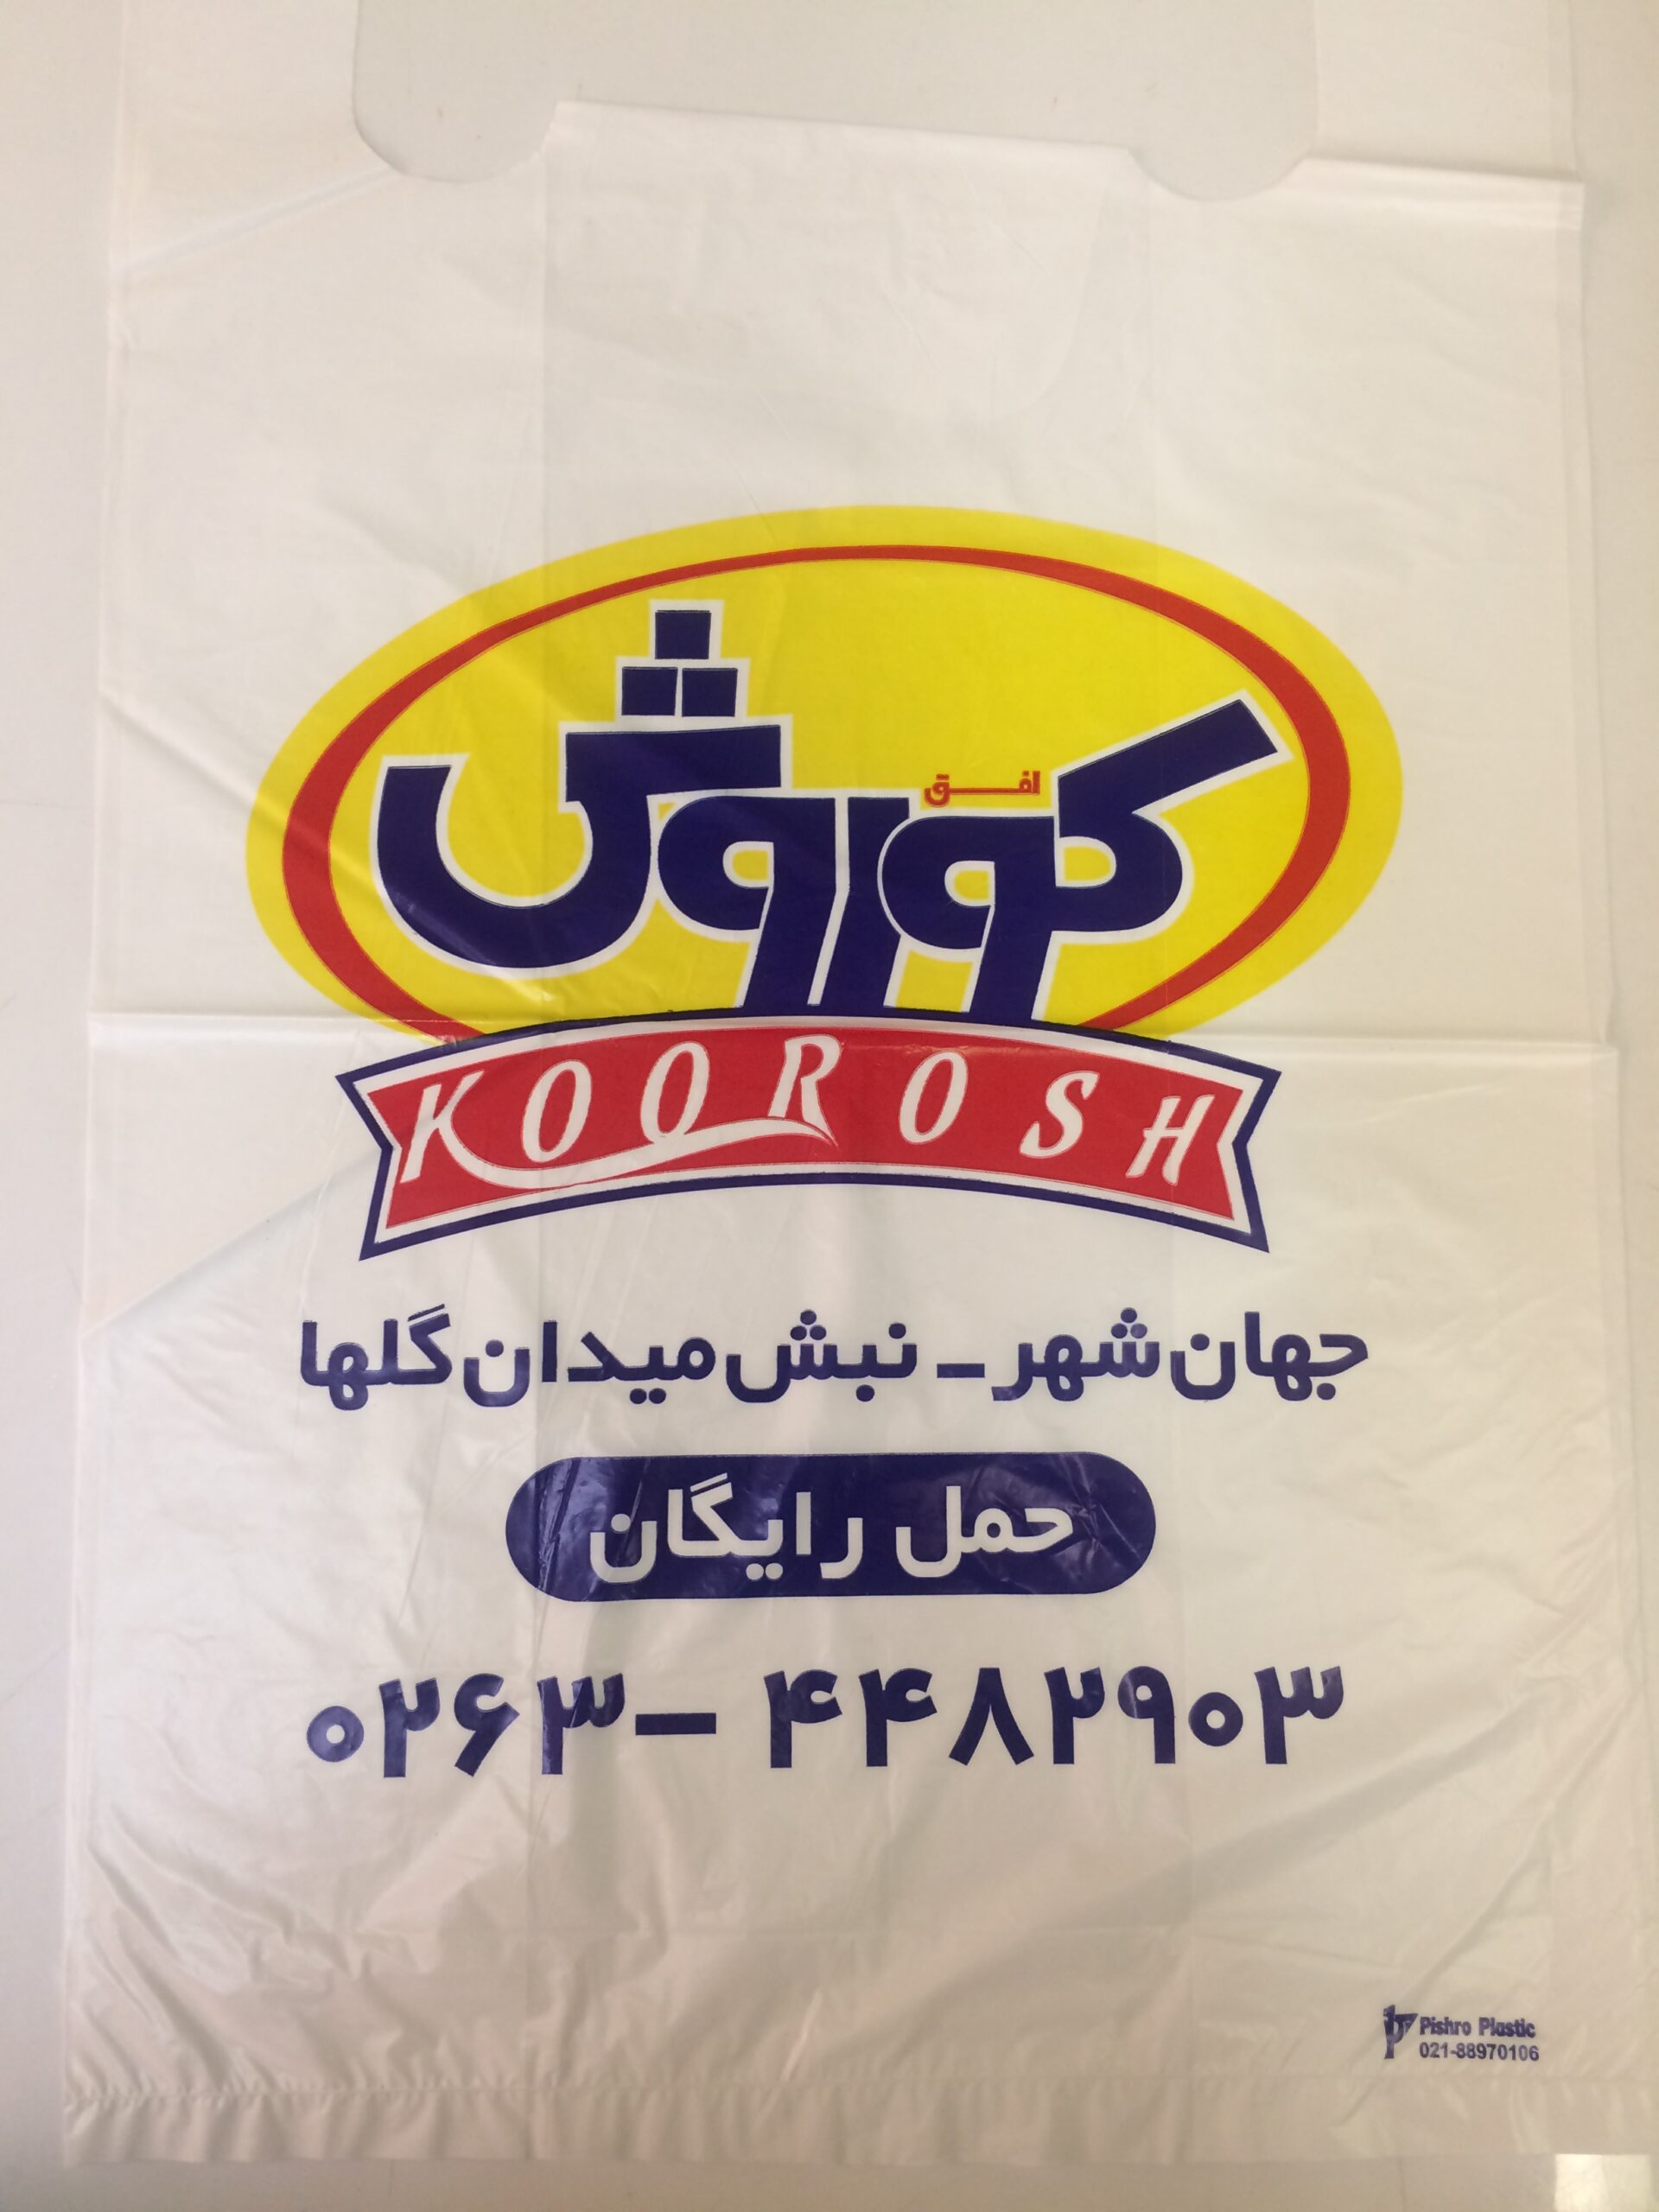 افق
کوروش
KOOROSH
جهان شهر - نبش میدان گلها
حمل رایگان
۰۲۶۳- ۴۴۸۲۹۰۳
Pishro Plastic
021-88970106